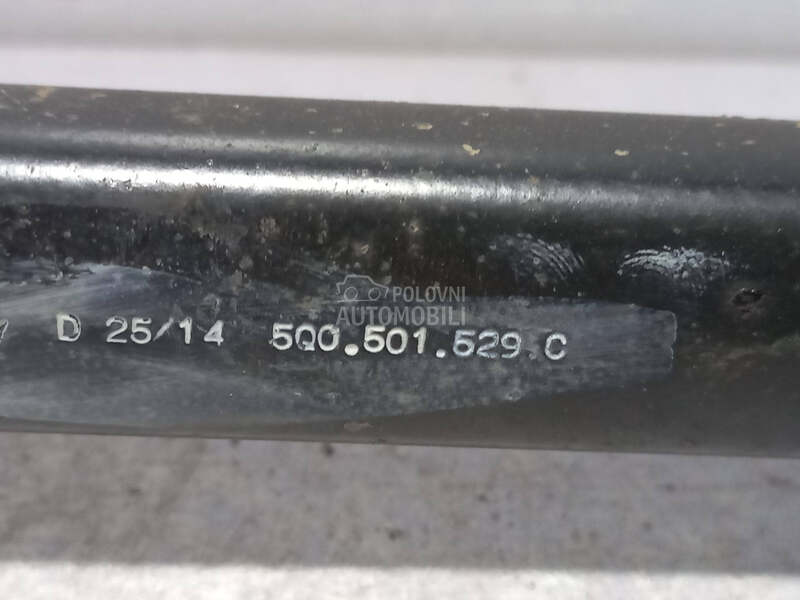 POLOVNI
AUTOMOBILI
D 25/14 5Q0.501.529.C